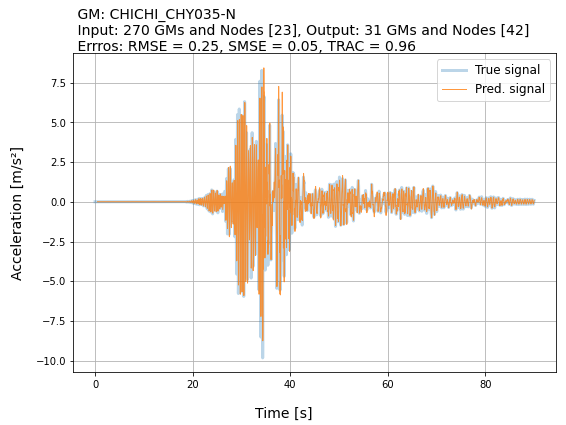 GM: CHICHI_CHY035-N
Input: 270 GMs and Nodes [23], Output: 31 GMs and Nodes [42]
Errros: RMSE = 0.25, SMSE = 0.05, TRAC = 0.96
True signal
Pred. signal
7.5
5.0
2.5
0.0
−2.5
−5.0
−7.5
−10.0
Acceleration [m/s²]
0 20 40 60 80
Time [s]